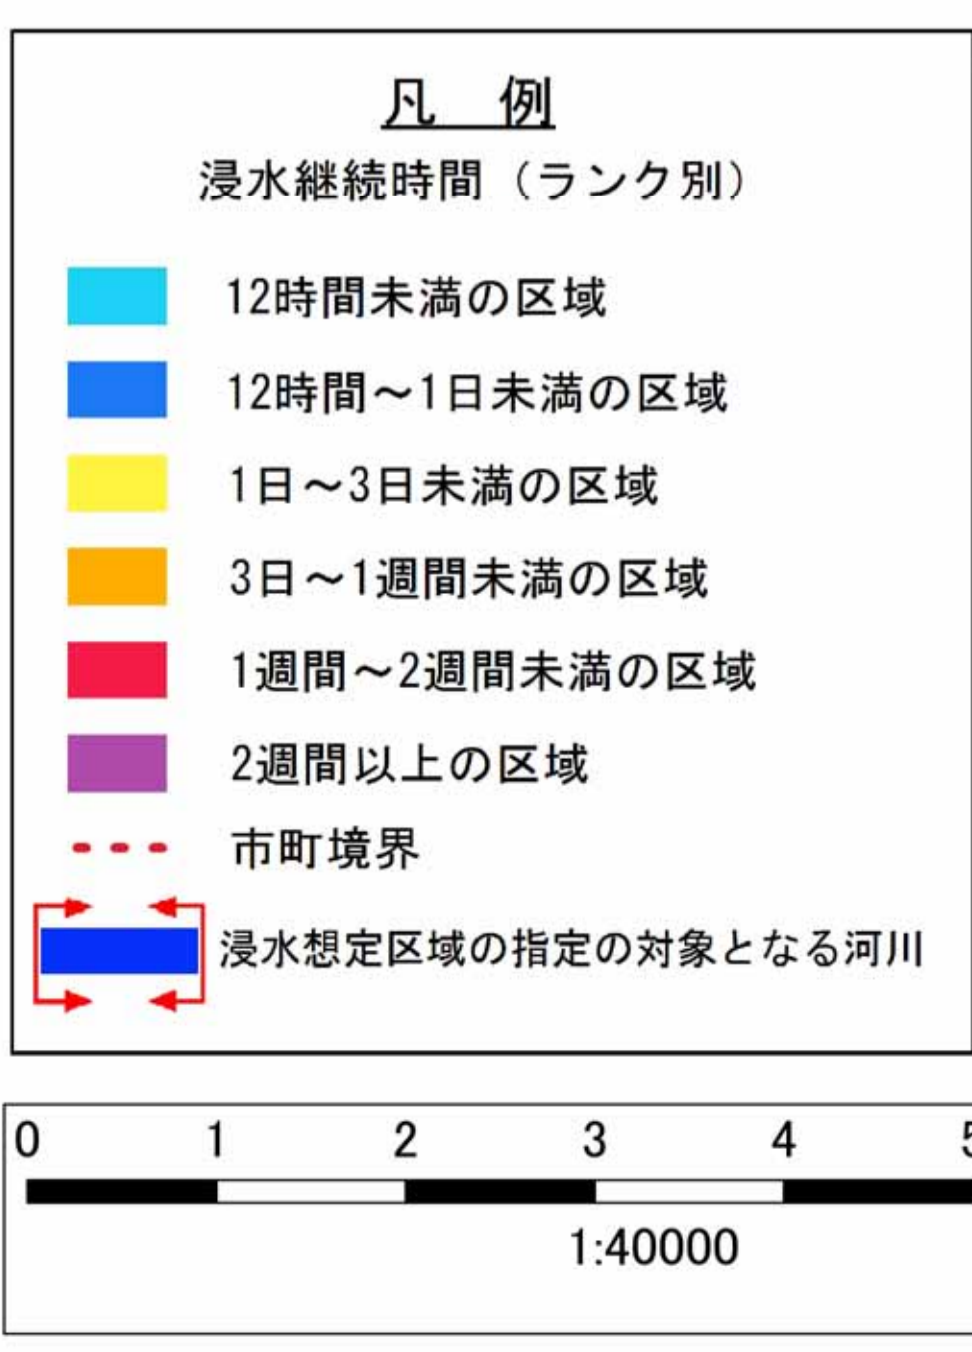 凡　例
浸水継続時間（ランク別）
12時間未満の区域
12時間～1日未満の区域
1日～3日未満の区域
3日～1週間未満の区域
1週間～2週間未満の区域
2週間以上の区域
市町境界
浸水想定区域の指定の対象となる河川
0 1 2 3 4 5
1:40000